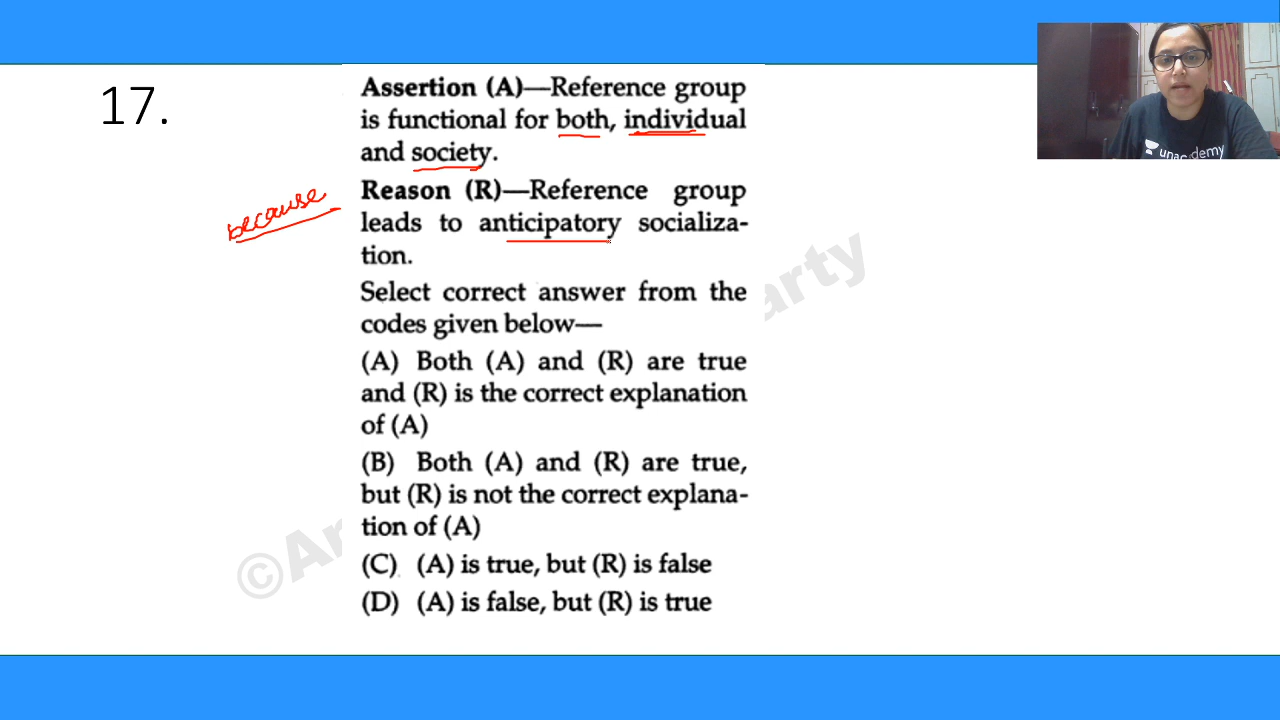 17.
Assertion (A)—Reference group
is functional for both, individual
and society.
because
Reason (R)—Reference group
leads to anticipatory socializa-
tion.
Select correct answer from the
codes given below—
(A) Both (A) and (R) are true
and (R) is the correct explanation
of (A)
(B) Both (A) and (R) are true,
but (R) is not the correct explana-
tion of (A)
(C) (A) is true, but (R) is false
(D) (A) is false, but (R) is true
unacademy
©Ar
arty